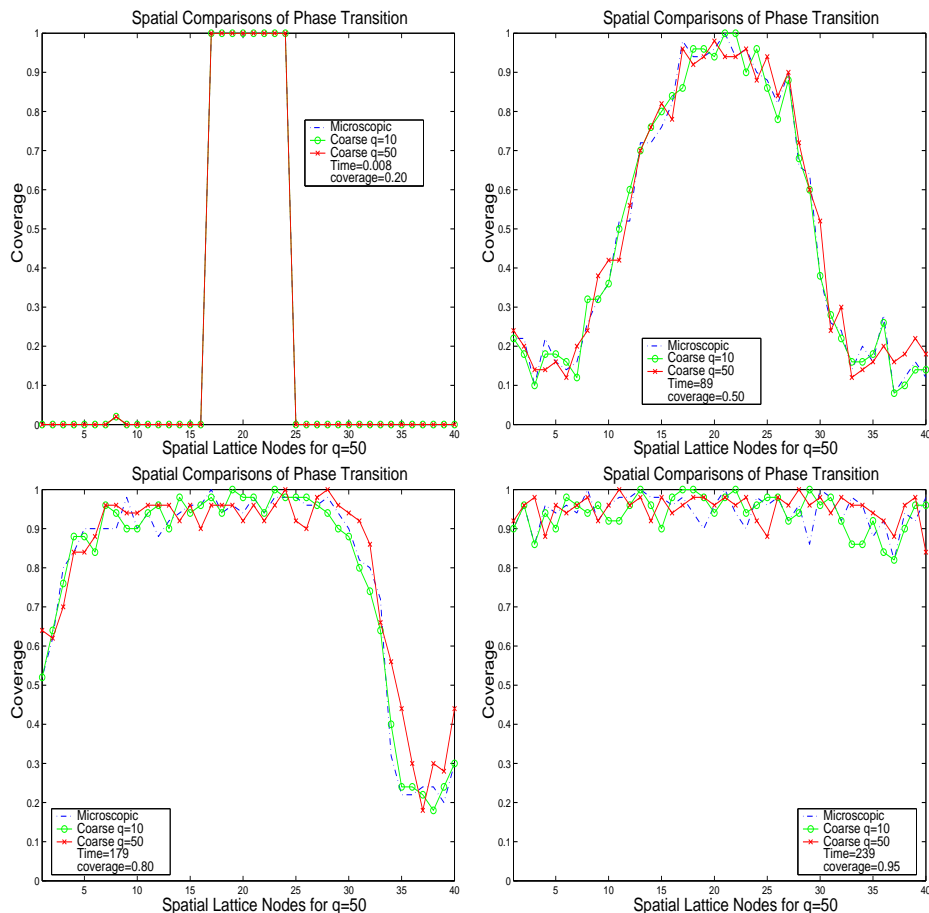 Spatial Comparisons of Phase Transition
1
0.9
0.8
0.7
0.6
0.5
0.4
0.3
0.2
0.1
0
Coverage
Microscopic
Coarse q=10
Coarse q=50
Time=0.008
coverage=0.20
5 10 15 20 25 30 35 40
Spatial Lattice Nodes for q=50
Spatial Comparisons of Phase Transition
1
0.9
0.8
0.7
0.6
0.5
0.4
0.3
0.2
0.1
0
Coverage
Microscopic
Coarse q=10
Coarse q=50
Time=89
coverage=0.50
5 10 15 20 25 30 35 40
Spatial Lattice Nodes for q=50
Spatial Comparisons of Phase Transition
1
0.9
0.8
0.7
0.6
0.5
0.4
0.3
0.2
0.1
0
Coverage
Microscopic
Coarse q=10
Coarse q=50
Time=179
coverage=0.80
5 10 15 20 25 30 35 40
Spatial Lattice Nodes for q=50
Spatial Comparisons of Phase Transition
1
0.9
0.8
0.7
0.6
0.5
0.4
0.3
0.2
0.1
0
Coverage
Microscopic
Coarse q=10
Coarse q=50
Time=239
coverage=0.95
5 10 15 20 25 30 35 40
Spatial Lattice Nodes for q=50